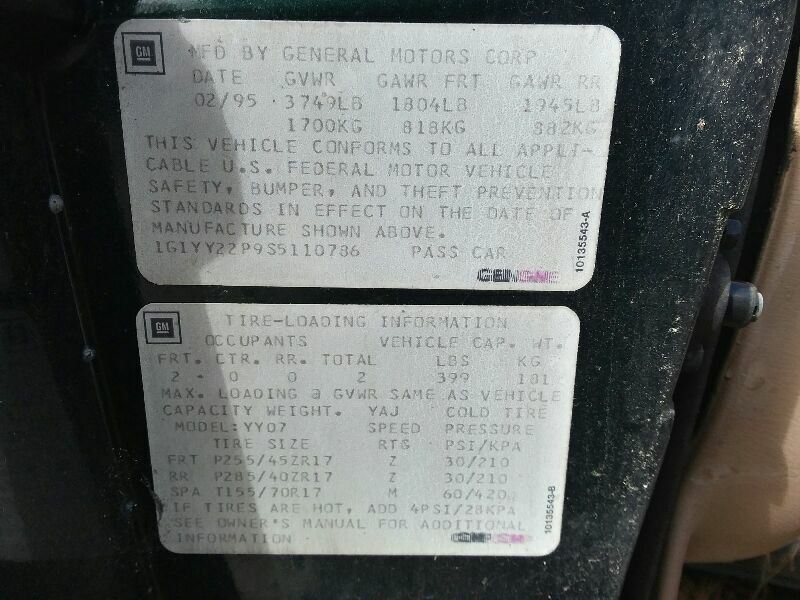 GM
MFD BY GENERAL MOTORS CORP
DATE GVWR GAWR FRT GAWR RR
02/95 3749LB 1804LB 1945LB
1700KG 818KG 882KG
THIS VEHICLE CONFORMS TO ALL APPLI-
CABLE U.S. FEDERAL MOTOR VEHICLE
SAFETY, BUMPER, AND THEFT PREVENTION
STANDARDS IN EFFECT ON THE DATE OF
MANUFACTURE SHOWN ABOVE.
1G1YY22P9S5110786 PASS CAR
10135543-A
GM
TIRE-LOADING INFORMATION
OCCUPANTS VEHICLE CAP. WT.
FRT. CTR. RR. TOTAL LBS KG
2 - 0 0 2 399 181
MAX. LOADING @ GVWR SAME AS VEHICLE
CAPACITY WEIGHT. YAJ COLD TIRE
MODEL:YY07 SPEED PRESSURE
TIRE SIZE RTG PSI/KPA
FRT P255/45ZR17 Z 30/210
RR P285/40ZR17 Z 30/210
SPA T155/70R17 M 60/420
IF TIRES ARE HOT, ADD 4PSI/28KPA
SEE OWNER'S MANUAL FOR ADDITIONAL
INFORMATION
10135543-B